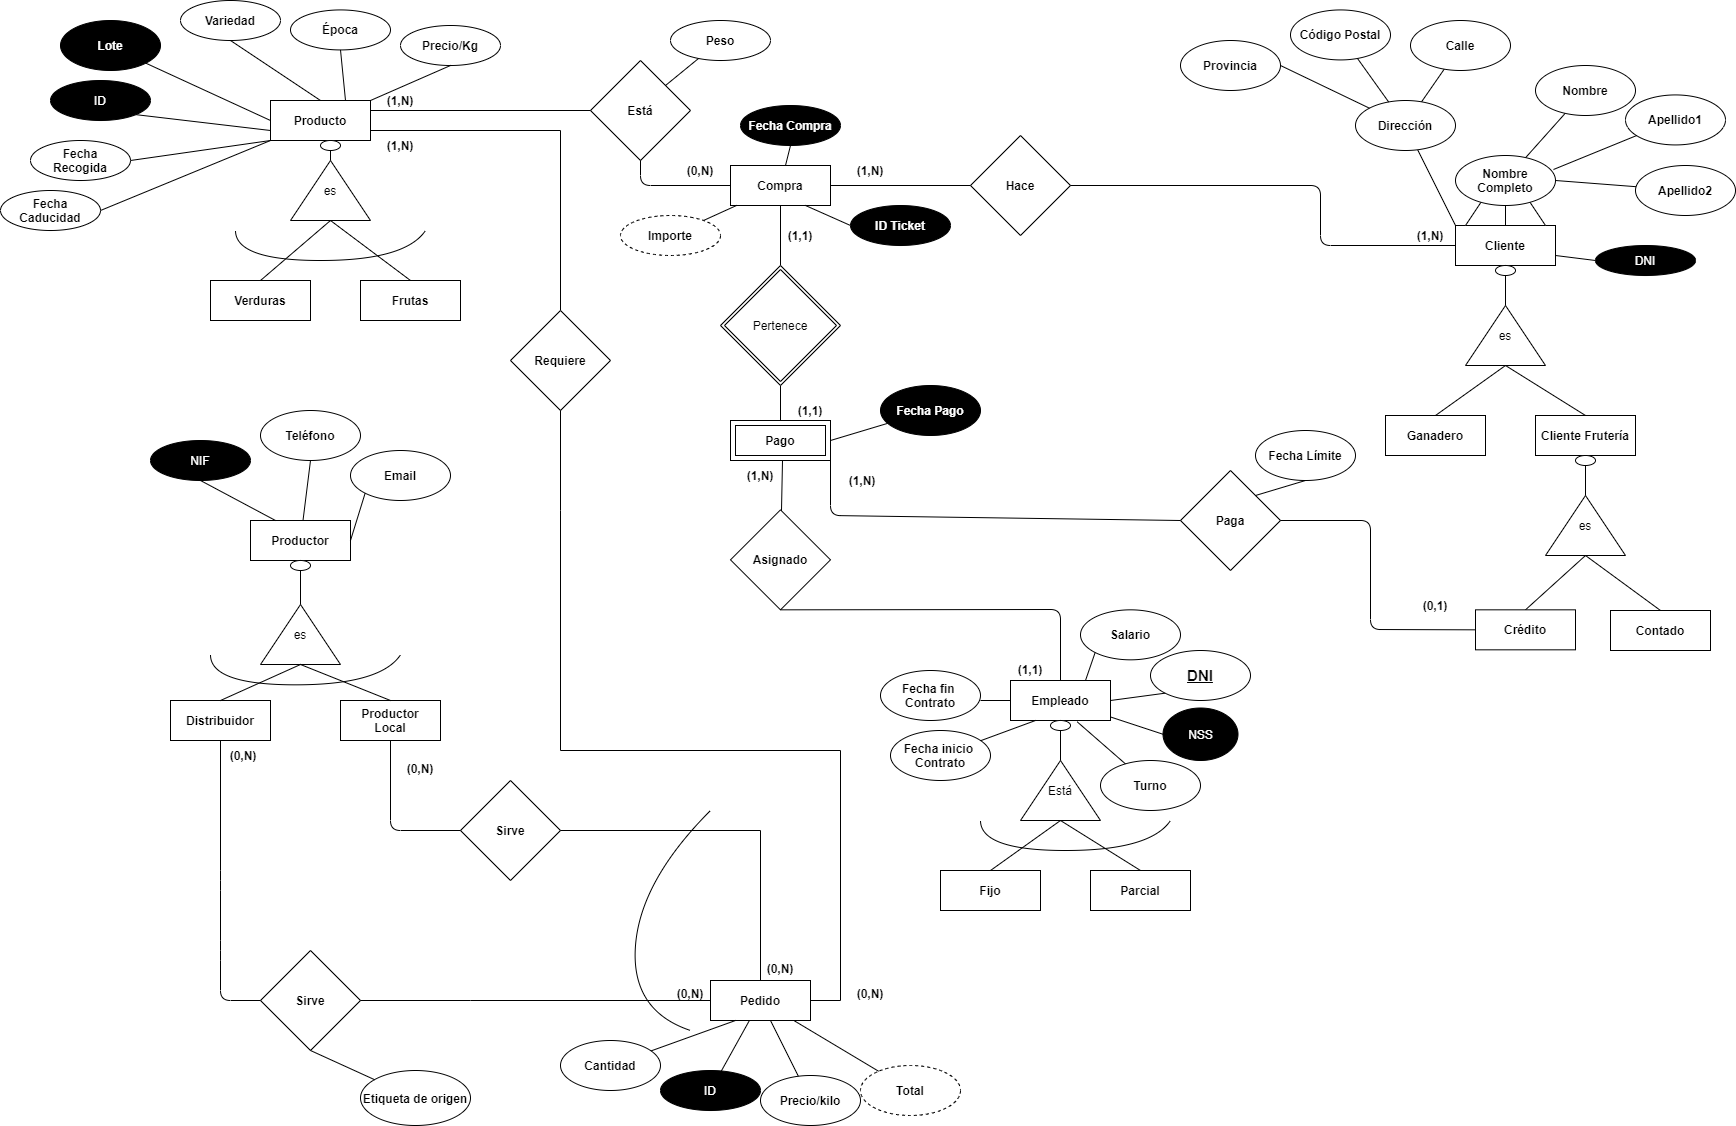 Lote
Variedad
Época
Precio/Kg
ID
Producto
(1,N)
(1,N)
Fecha
Recogida
Fecha
Caducidad
es
Verduras
Frutas
Está
Peso
Fecha Compra
(0,N)
Compra
(1,N)
Importe
ID Ticket
(1,1)
Hace
Provincia
Código Postal
Calle
Dirección
Nombre
Apellido1
Apellido2
Nombre
Completo
(1,N)
Cliente
DNI
es
Ganadero
Cliente Frutería
es
Crédito
Contado
(0,1)
Pertenece
(1,1)
Pago
Fecha Pago
(1,N)
(1,N)
Fecha Límite
Paga
Requiere
Asignado
NIF
Teléfono
Email
Productor
es
Distribuidor
Productor
Local
(0,N)
(0,N)
Sirve
Sirve
Etiqueta de origen
(1,1)
Empleado
Salario
DNI
NSS
Turno
Fecha fin
Contrato
Fecha inicio
Contrato
Está
Fijo
Parcial
(0,N)
(0,N)
Pedido
(0,N)
Cantidad
ID
Precio/kilo
Total